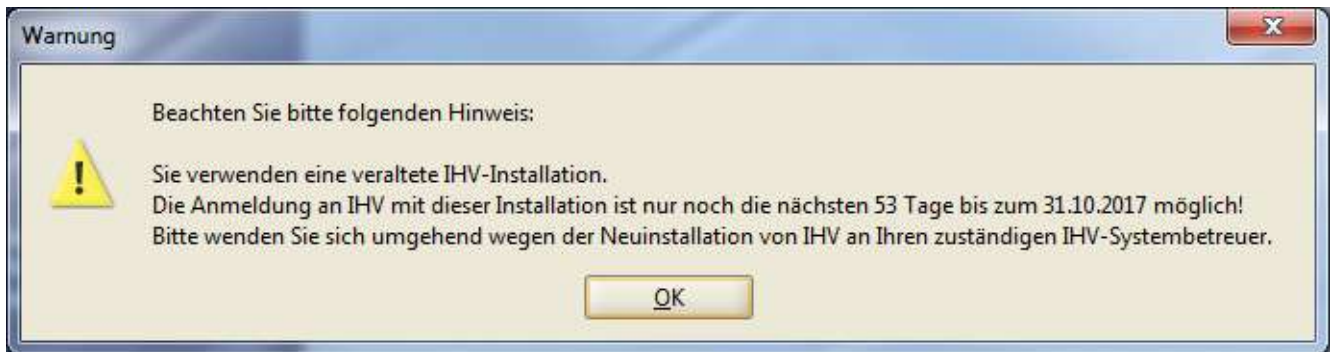 Warnung
Beachten Sie bitte folgenden Hinweis:
Sie verwenden eine veraltete IHV-Installation.
Die Anmeldung an IHV mit dieser Installation ist nur noch die nächsten 53 Tage bis zum 31.10.2017 möglich!
Bitte wenden Sie sich umgehend wegen der Neuinstallation von IHV an Ihren zuständigen IHV-Systembetreuer.
OK